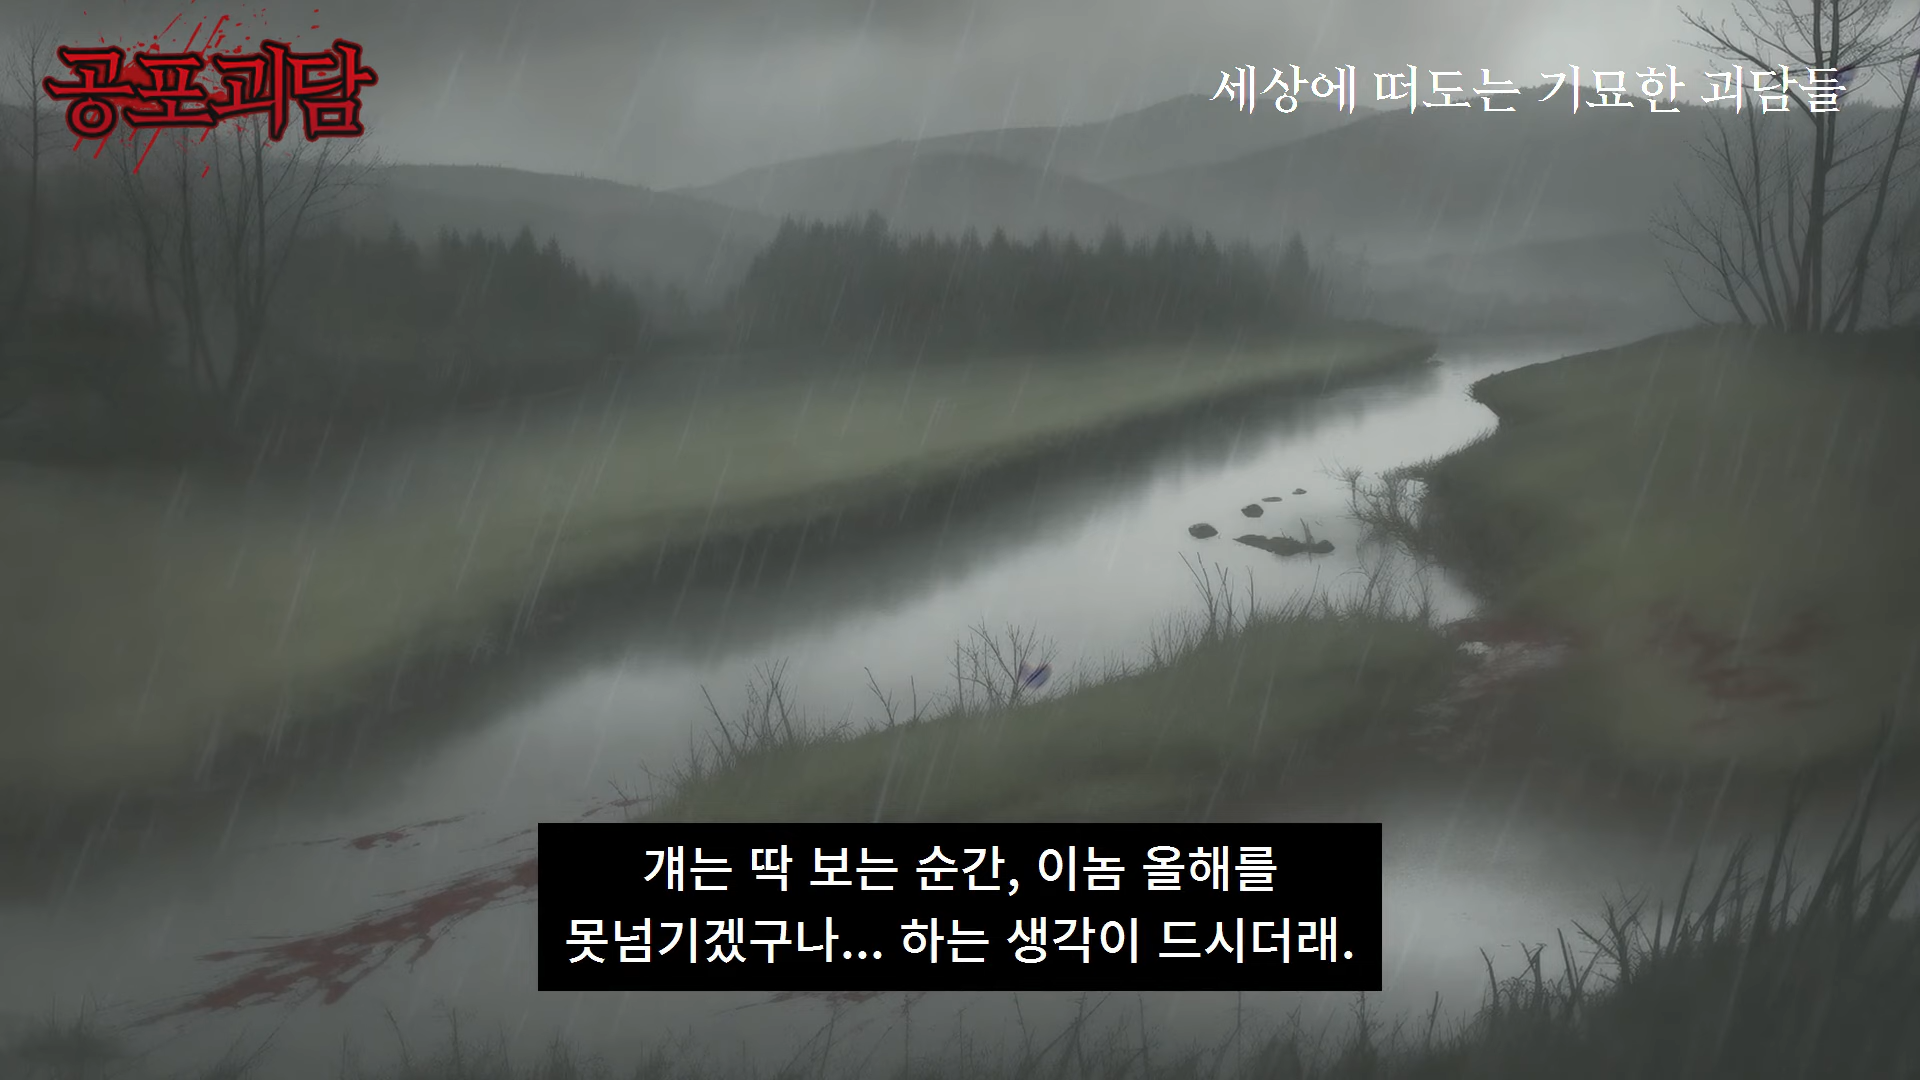 공포괴담
세상에 떠도는 기묘한 괴담들
걔는 딱 보는 순간, 이놈 올해를
못넘기겠구나... 하는 생각이 드시더래.